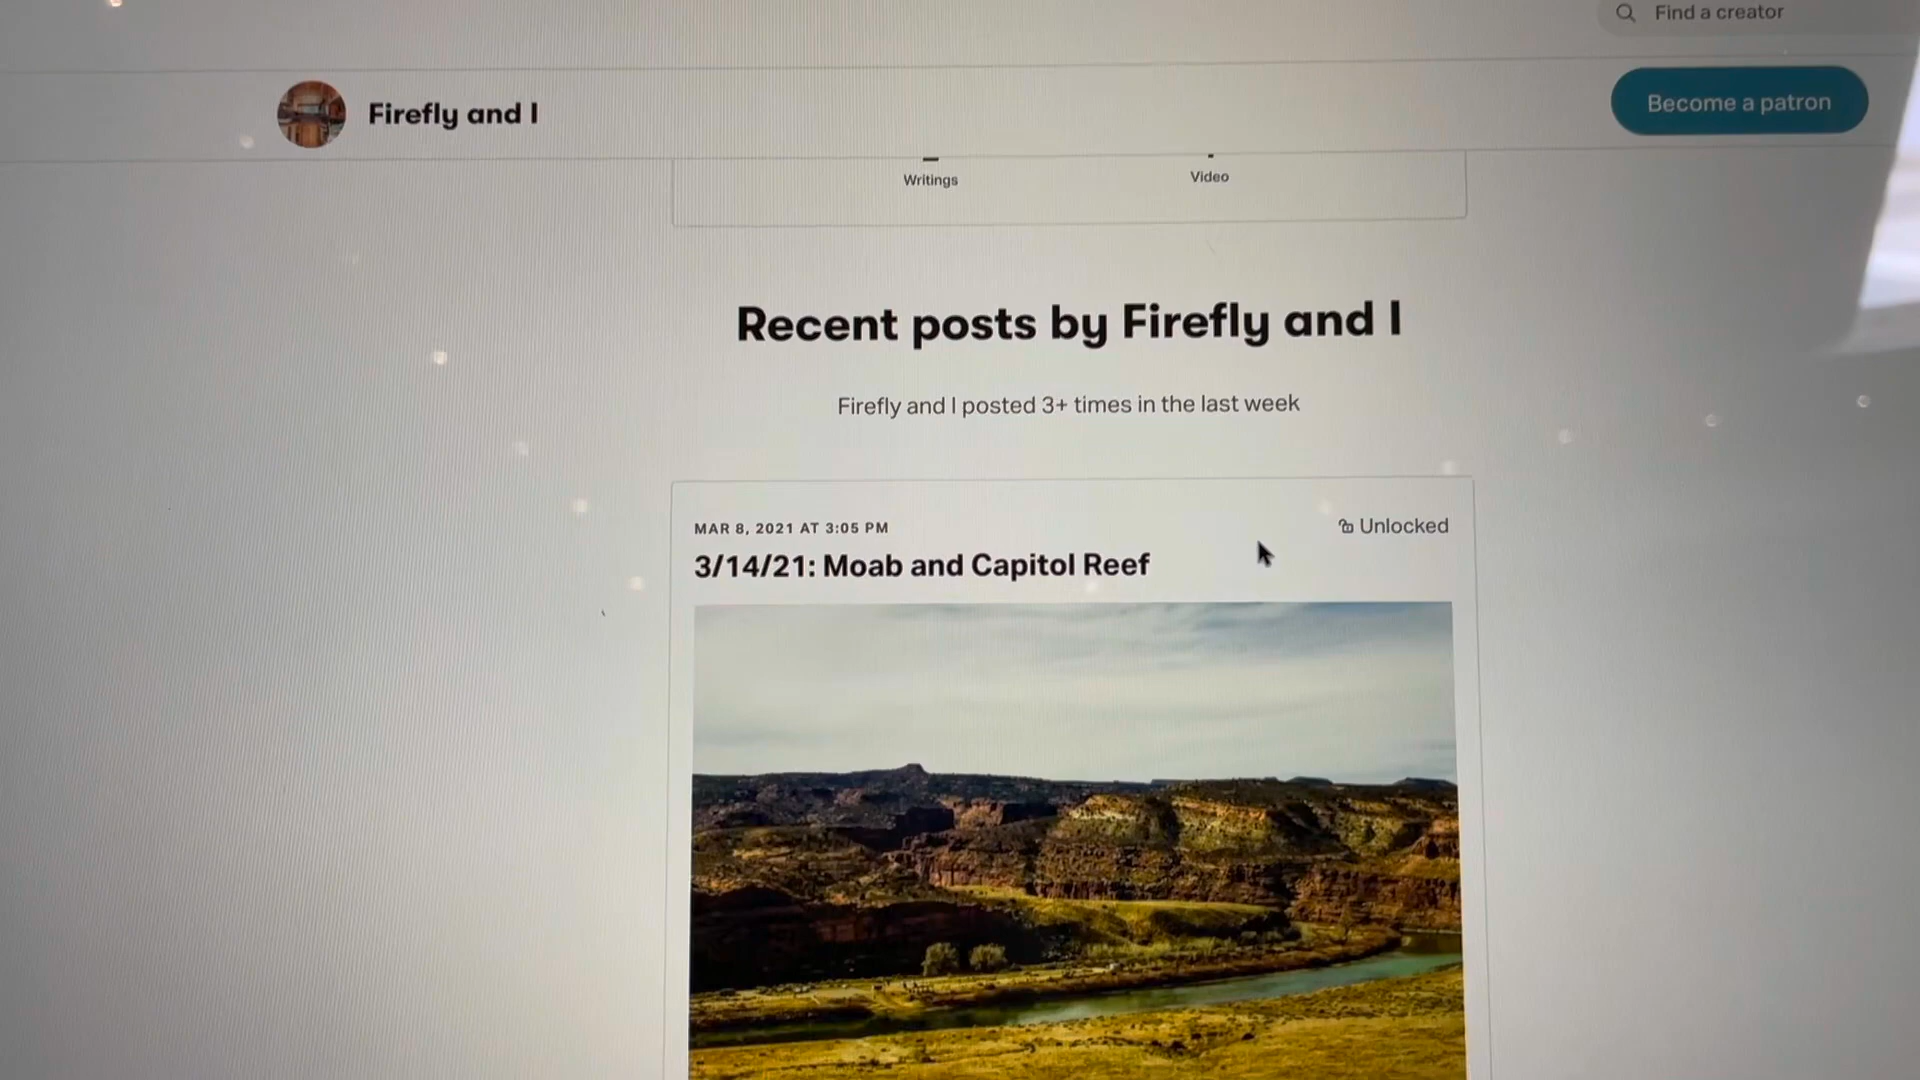 Find a creator
Firefly and I
Become a patron
Writings
Video
Recent posts by Firefly and I
Firefly and I posted 3+ times in the last week
MAR 8, 2021 AT 3:05 PM
Unlocked
3/14/21: Moab and Capitol Reef